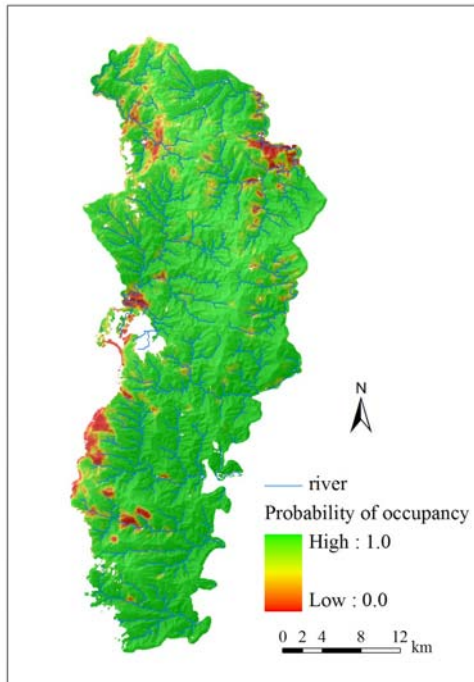 N
river
Probability of occupancy
High : 1.0
Low : 0.0
0 2 4 8 12
km